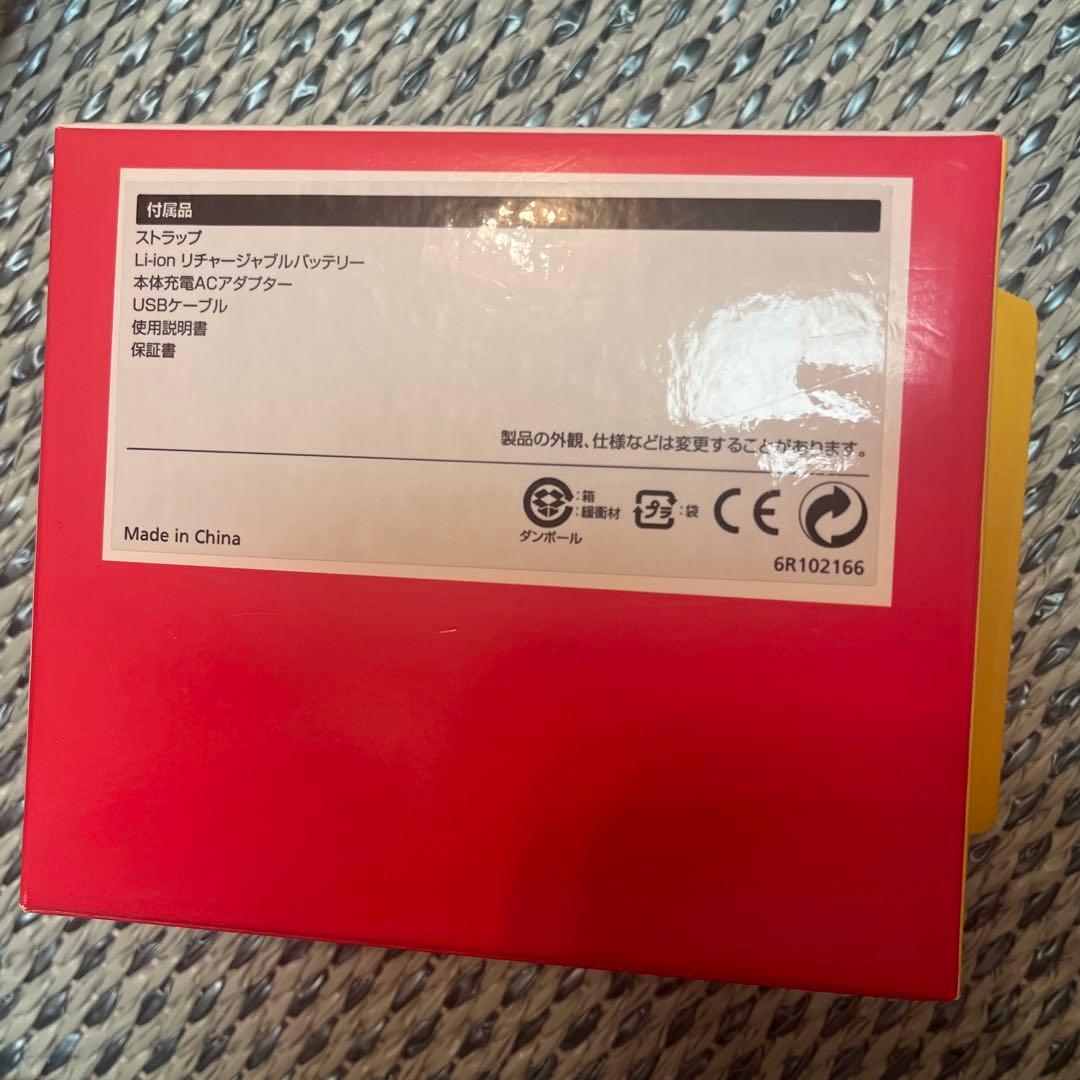 付属品
ストラップ
Li-ion リチャージャブルバッテリー
本体充電ACアダプター
USBケーブル
使用説明書
保証書
製品の外観、仕様などは変更することがあります。
:箱
:緩衝材
ダンボール
プラ :袋
CE
Made in China
6R102166